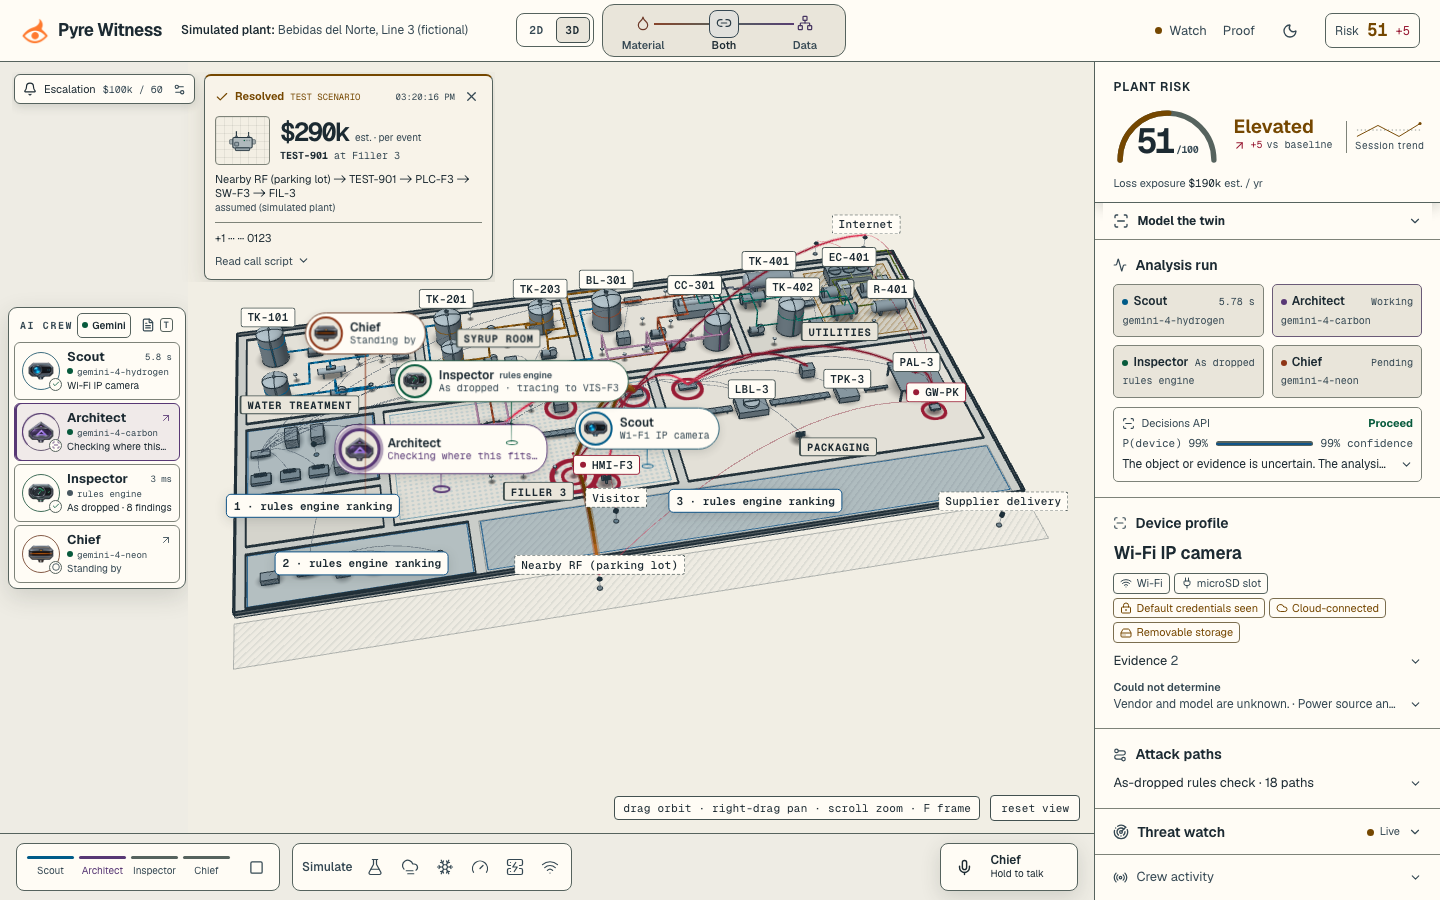 Pyre Witness
Simulated plant: Bebidas del Norte, Line 3 (fictional)
2D 3D
Material Both Data
Watch Proof
Risk 51 +5
Escalation $100k / 60
Resolved TEST SCENARIO 03:20:16 PM
$290k est. · per event
TEST-901 at Filler 3
Nearby RF (parking lot) → TEST-901 → PLC-F3 →
SW-F3 → FIL-3
assumed (simulated plant)
+1 ··· ··· 0123
Read call script
AI CREW Gemini T
Scout 5.8 s
gemini-4-hydrogen
Wi-Fi IP camera
Architect
gemini-4-carbon
Checking where this…
Inspector 3 ms
rules engine
As dropped · 8 findings
Chief
gemini-4-neon
Standing by
Internet
TK-401
EC-401
BL-301
CC-301
TK-402
R-401
TK-203
TK-201
TK-101
Chief
Standing by
SYRUP ROOM
UTILITIES
Inspector rules engine
As dropped · tracing to VIS-F3
PAL-3
TPK-3
LBL-3
GW-PK
WATER TREATMENT
Scout
Wi-Fi IP camera
Architect
Checking where this fits…
PACKAGING
HMI-F3
FILLER 3
Visitor
1 · rules engine ranking
3 · rules engine ranking
Supplier delivery
2 · rules engine ranking
Nearby RF (parking lot)
drag orbit · right-drag pan · scroll zoom · F frame
reset view
Scout Architect Inspector Chief
Simulate
Chief
Hold to talk
PLANT RISK
51 /100
Elevated
+5 vs baseline
Session trend
Loss exposure $190k est. / yr
Model the twin
Analysis run
Scout 5.78 s
gemini-4-hydrogen
Architect Working
gemini-4-carbon
Inspector As dropped
rules engine
Chief Pending
gemini-4-neon
Decisions API Proceed
P(device) 99% 99% confidence
The object or evidence is uncertain. The analysi…
Device profile
Wi-Fi IP camera
Wi-Fi microSD slot
Default credentials seen Cloud-connected
Removable storage
Evidence 2
Could not determine
Vendor and model are unknown. · Power source an…
Attack paths
As-dropped rules check · 18 paths
Threat watch Live
Crew activity